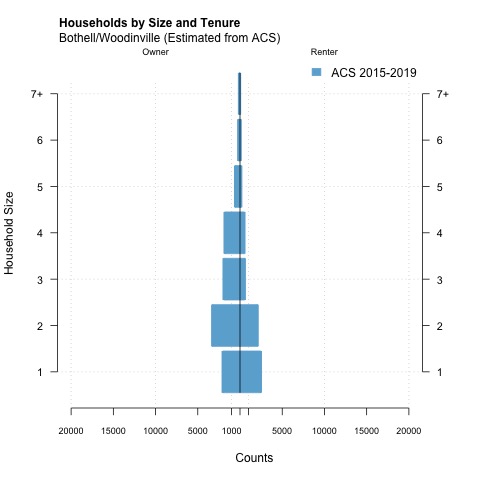 Households by Size and Tenure
Bothell/Woodinville (Estimated from ACS)
Owner Renter
ACS 2015-2019
7+ 7+
6 6
5 5
4 4
3 3
2 2
1 1
Household Size
20000 15000 10000 5000 1000 5000 10000 15000 20000
Counts